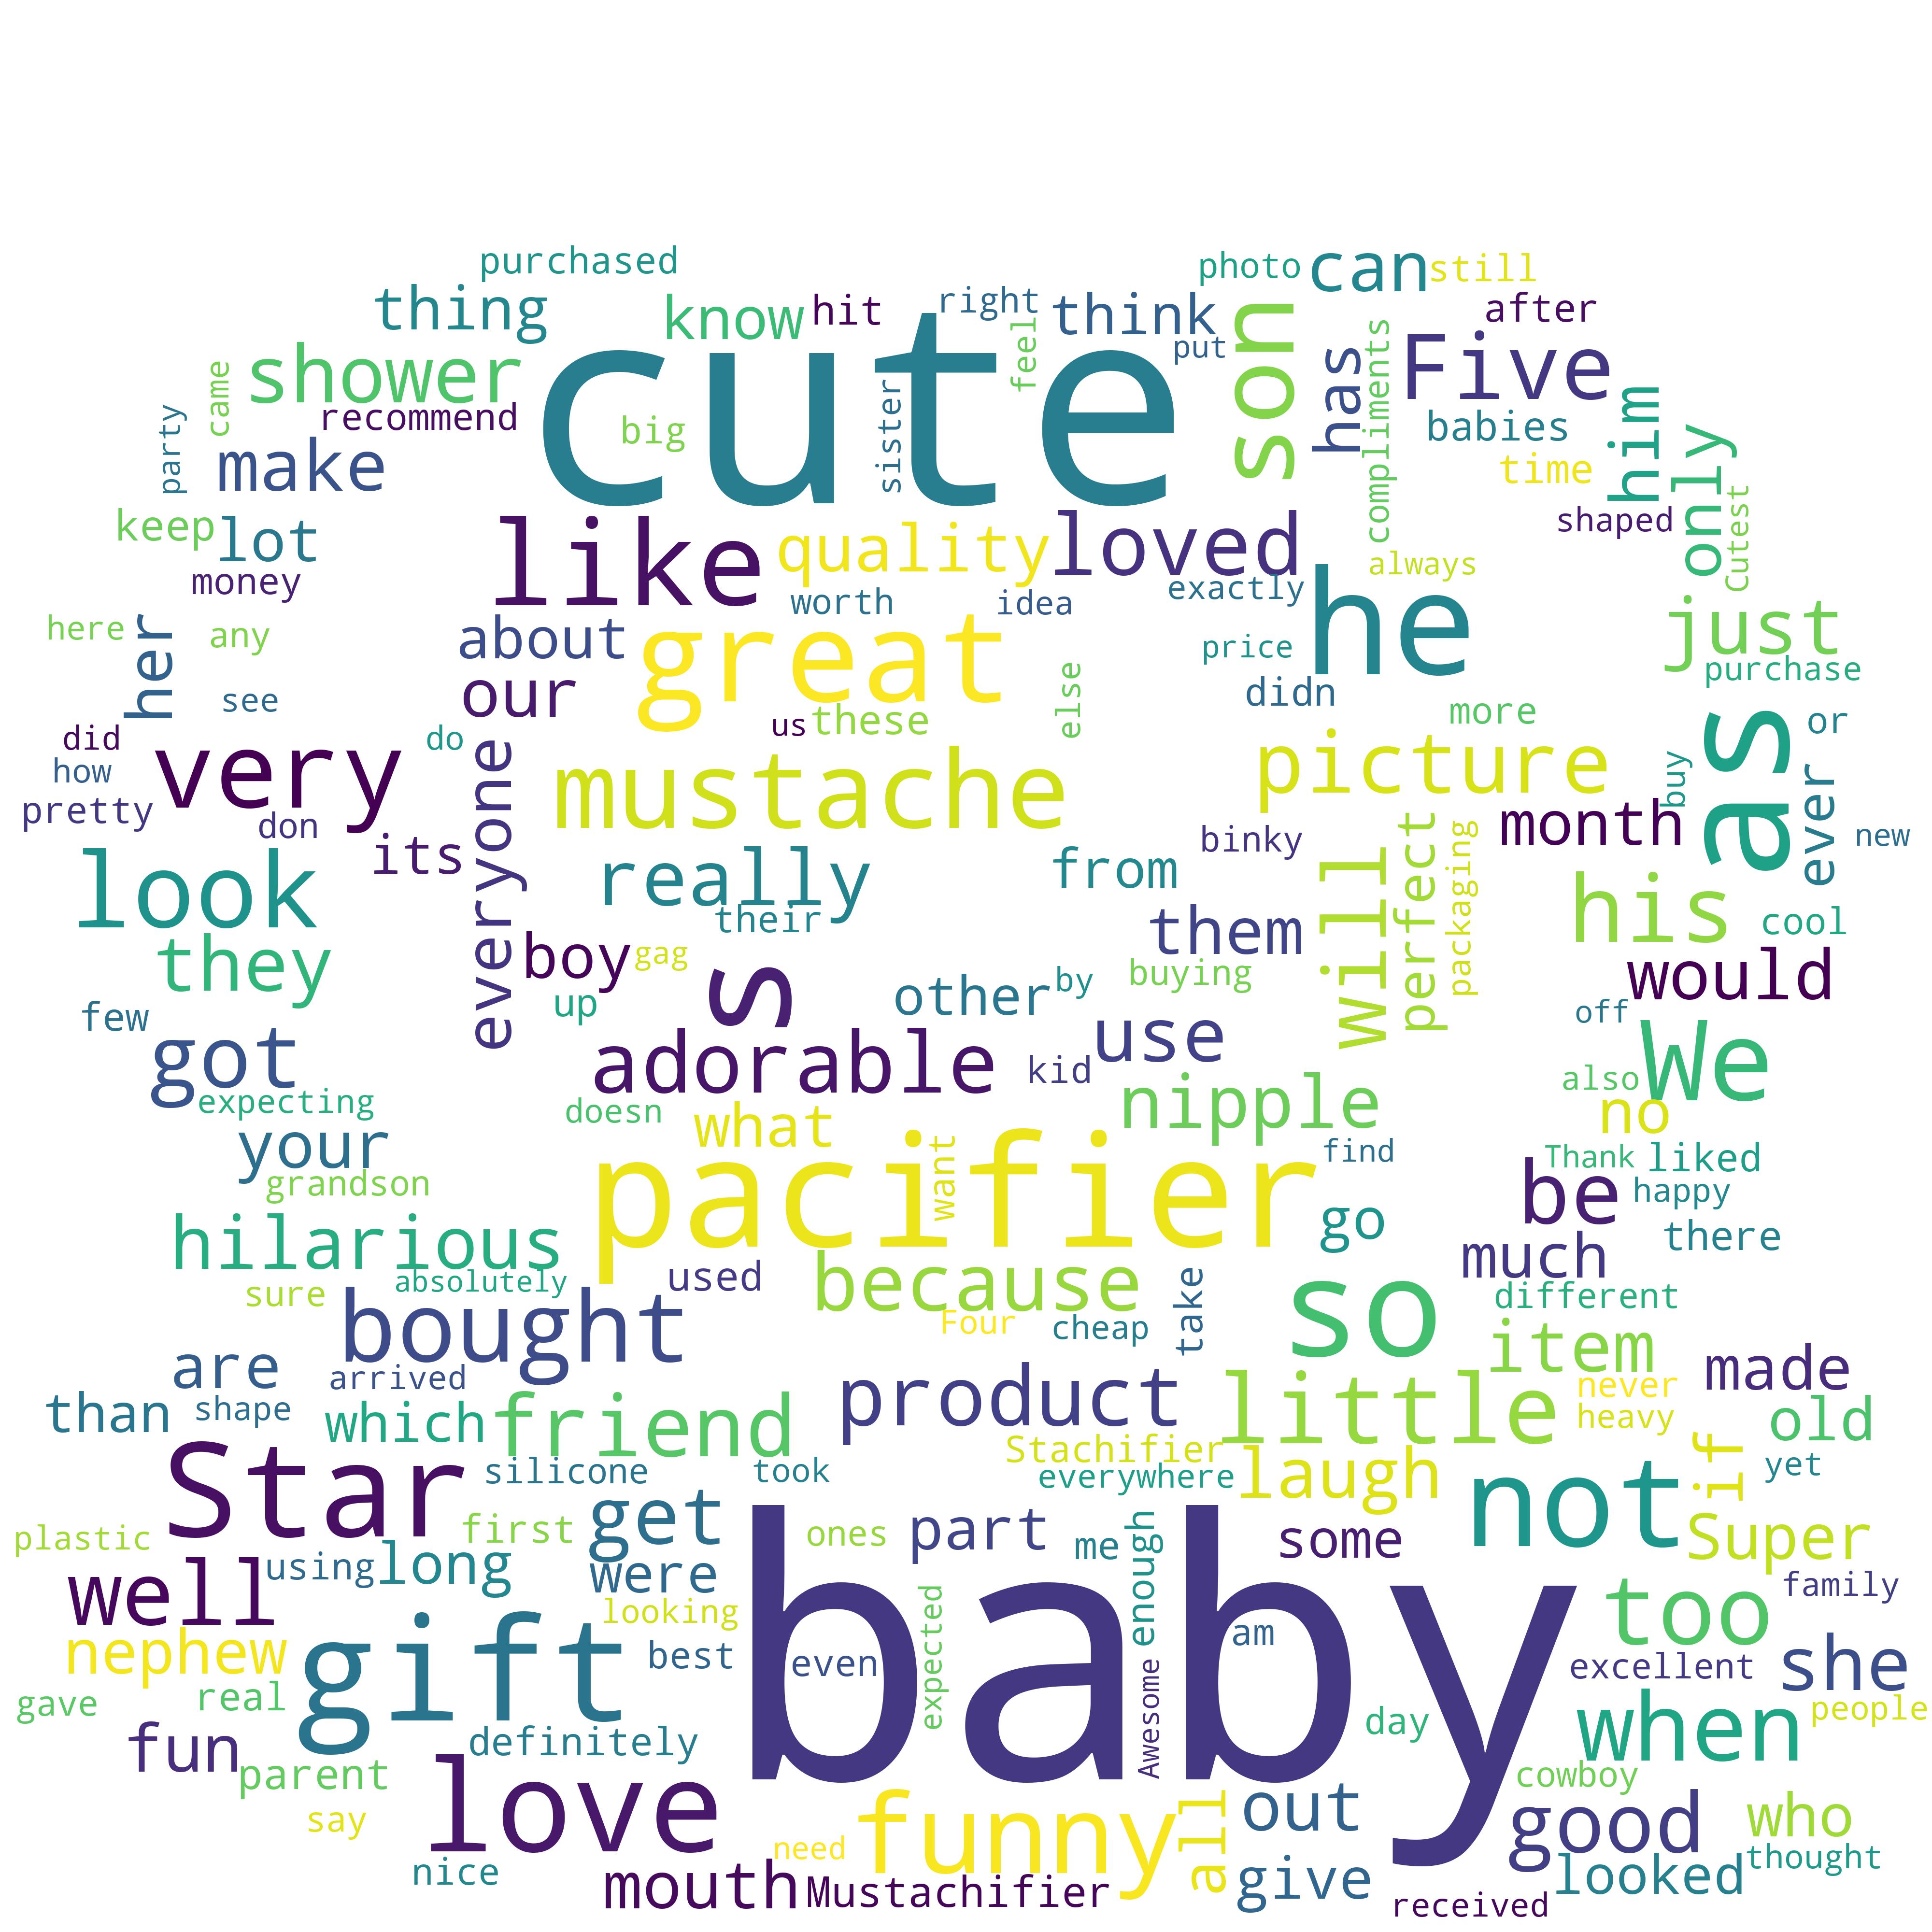 purchased
photo
can
still
thing
know
hit
right
think
son
after
cute
feel
put
has
compliments
Five
shower
came
recommend
big
sister
babies
him
party
make
time
only
Cutest
keep
lot
like
quality
loved
shaped
money
worth
idea
exactly
always
he
here
any
her
about
great
price
just
purchase
see
our
us
these
else
didn
more
as
or
did
do
how
very
everyone
mustache
picture
buy
pretty
don
its
binky
month
ever
new
look
really
from
will
perfect
packaging
his
cool
their
they
boy
gag
s
them
would
few
up
other
by
buying
off
got
adorable
kid
use
We
expecting
doesn
what
nipple
also
no
your
want
find
Thank
liked
grandson
pacifier
be
happy
hilarious
go
there
sure
absolutely
used
because
take
much
bought
Four
cheap
so
different
are
arrived
item
made
than
shape
which
friend
product
little
never
heavy
old
Star
silicone
took
Stachifier
everywhere
laugh
not
if
yet
plastic
first
get
ones
part
me
enough
some
Super
well
using
long
were
baby
family
too
nephew
gift
looking
best
even
expected
am
excellent
she
gave
real
Awesome
day
when
people
fun
definitely
parent
cowboy
say
love
funny
all
out
good
who
nice
need
thought
mouth
Mustachifier
give
looked
received